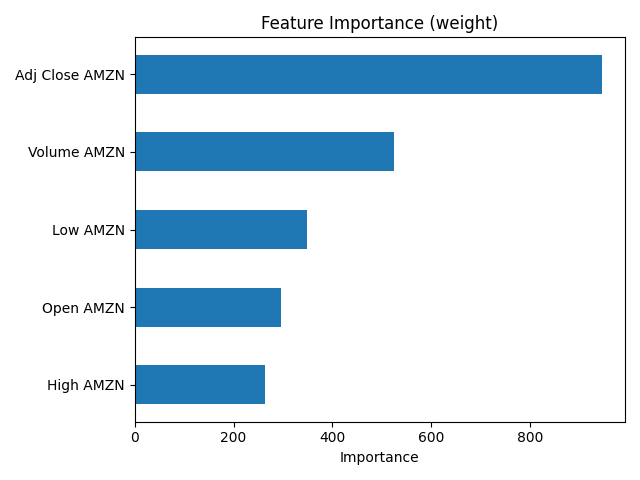 Feature Importance (weight)
Adj Close AMZN
Volume AMZN
Low AMZN
Open AMZN
High AMZN
0 200 400 600 800
Importance